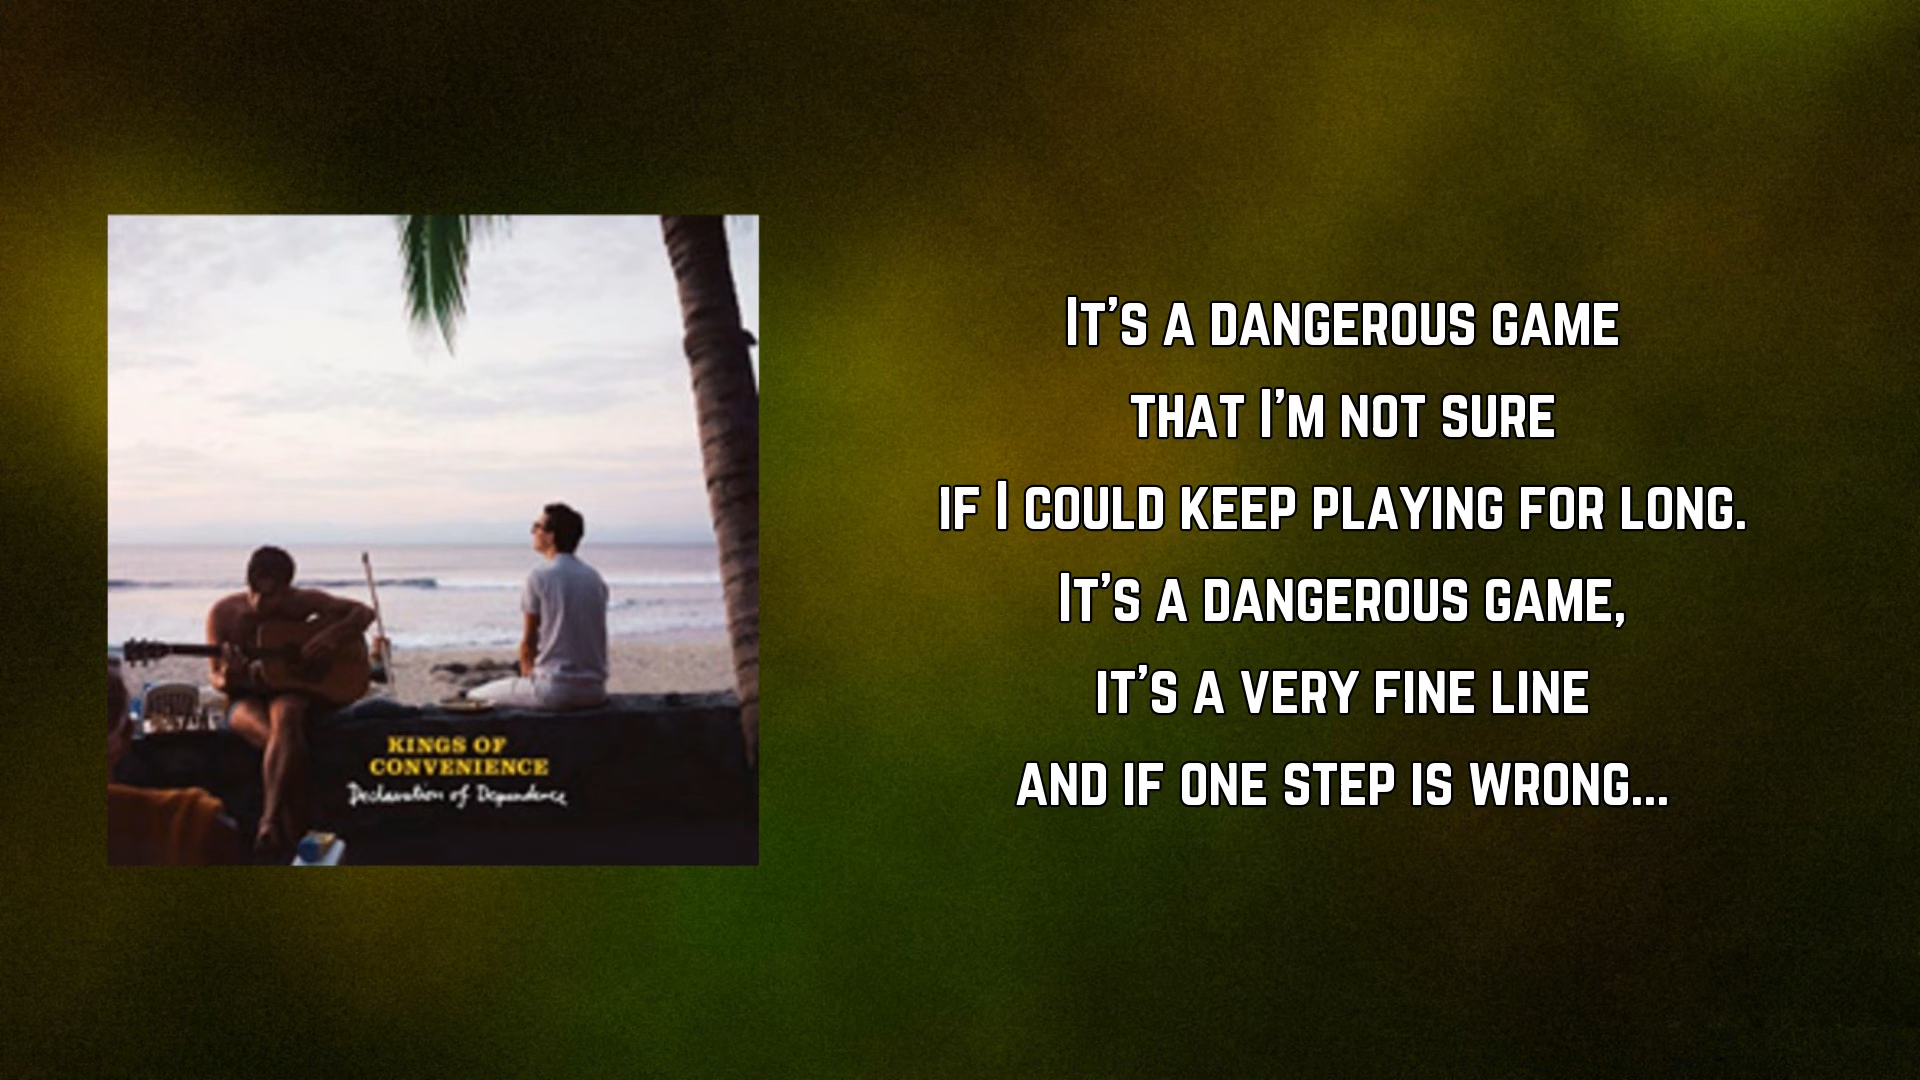 KINGS OF
CONVENIENCE
Declaration of Dependence
It's a dangerous game
that I'm not sure
if I could keep playing for long.
It's a dangerous game,
it's a very fine line
and if one step is wrong...